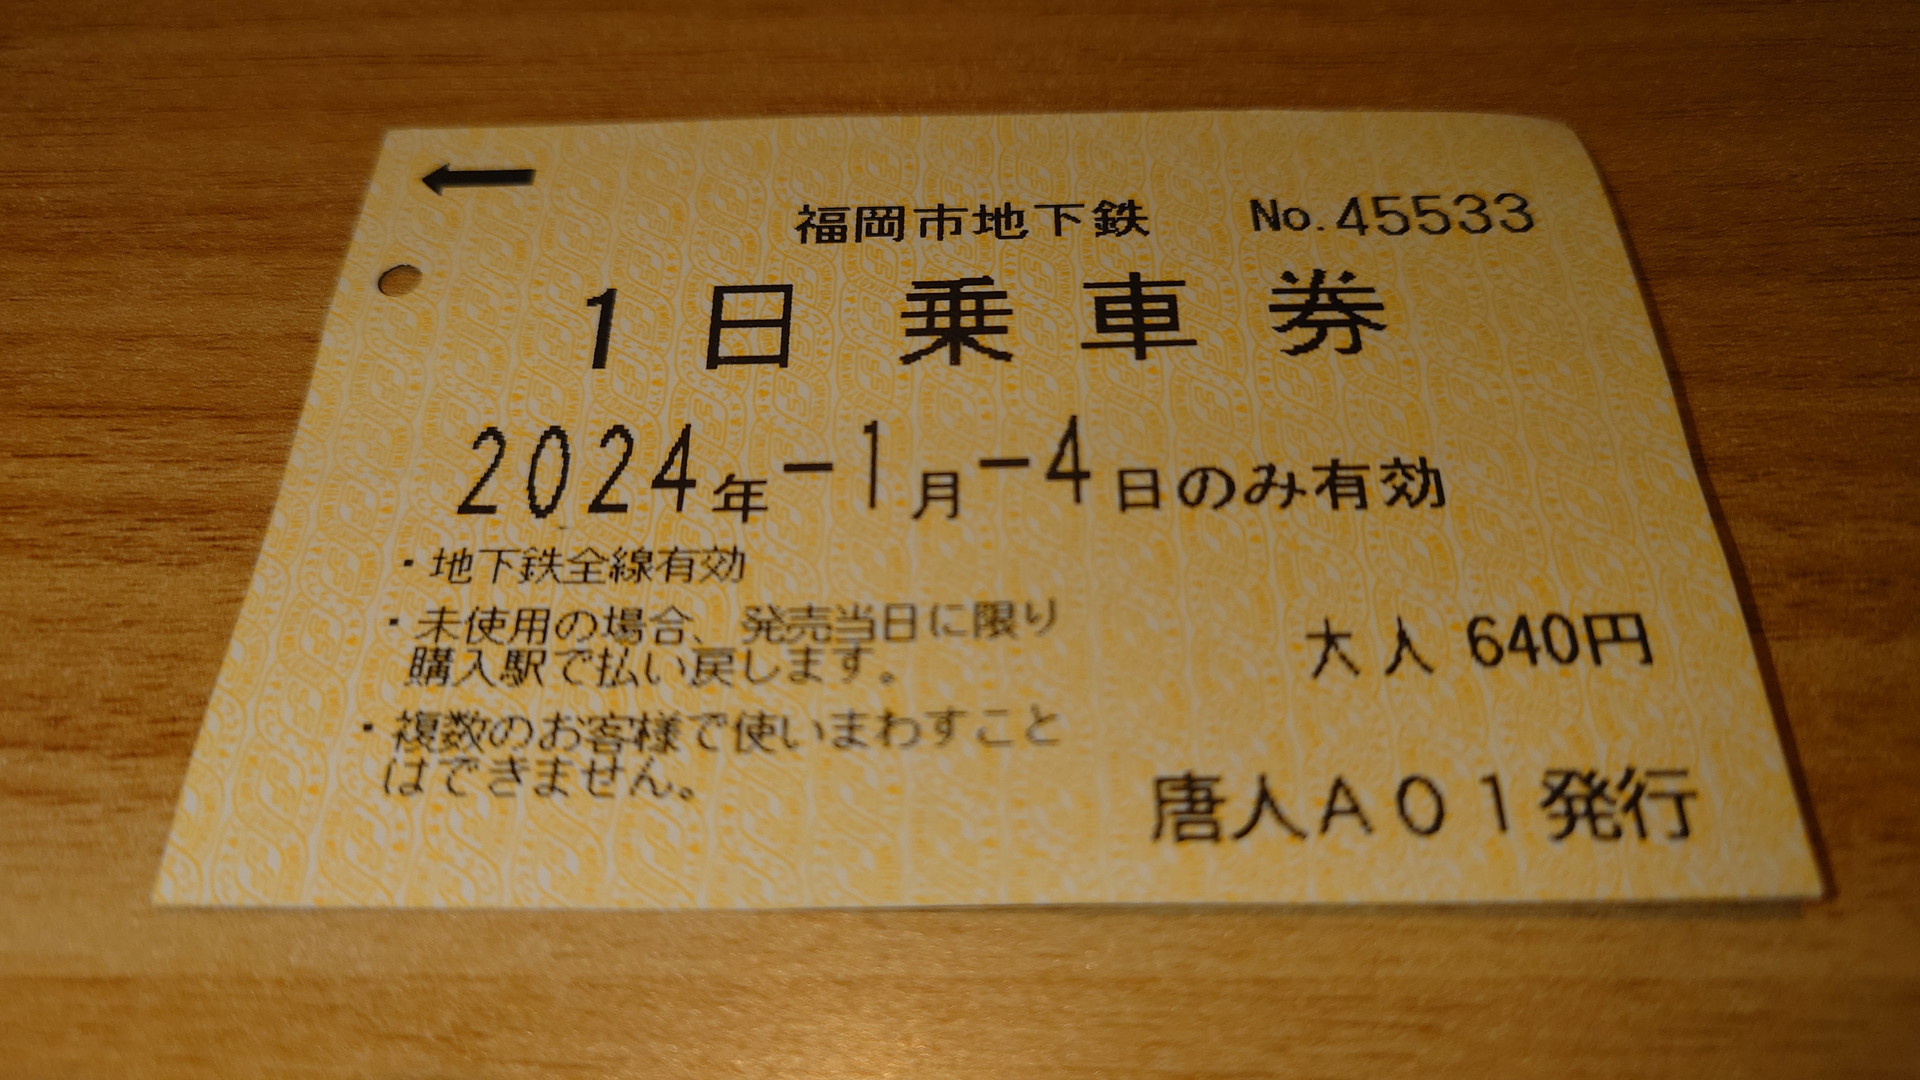 福岡市地下鉄 No.45533
1日乗車券
2024年-1月-4日のみ有効
・地下鉄全線有効
・未使用の場合、発売当日に限り
購入駅で払い戻します。
大人 640円
・複数のお客様で使いまわすこと
はできません。
唐人A01発行